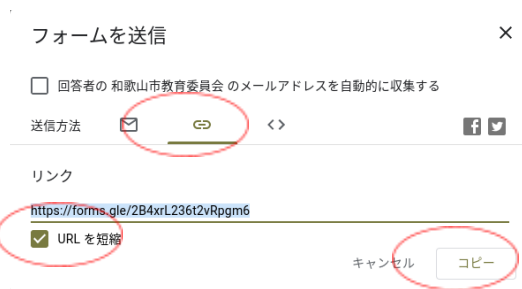 フォームを送信
回答者の 和歌山市教育委員会 のメールアドレスを自動的に収集する
送信方法
リンク
https://forms.gle/2B4xrL236t2vRpgm6
URL を短縮
キャンセル コピー